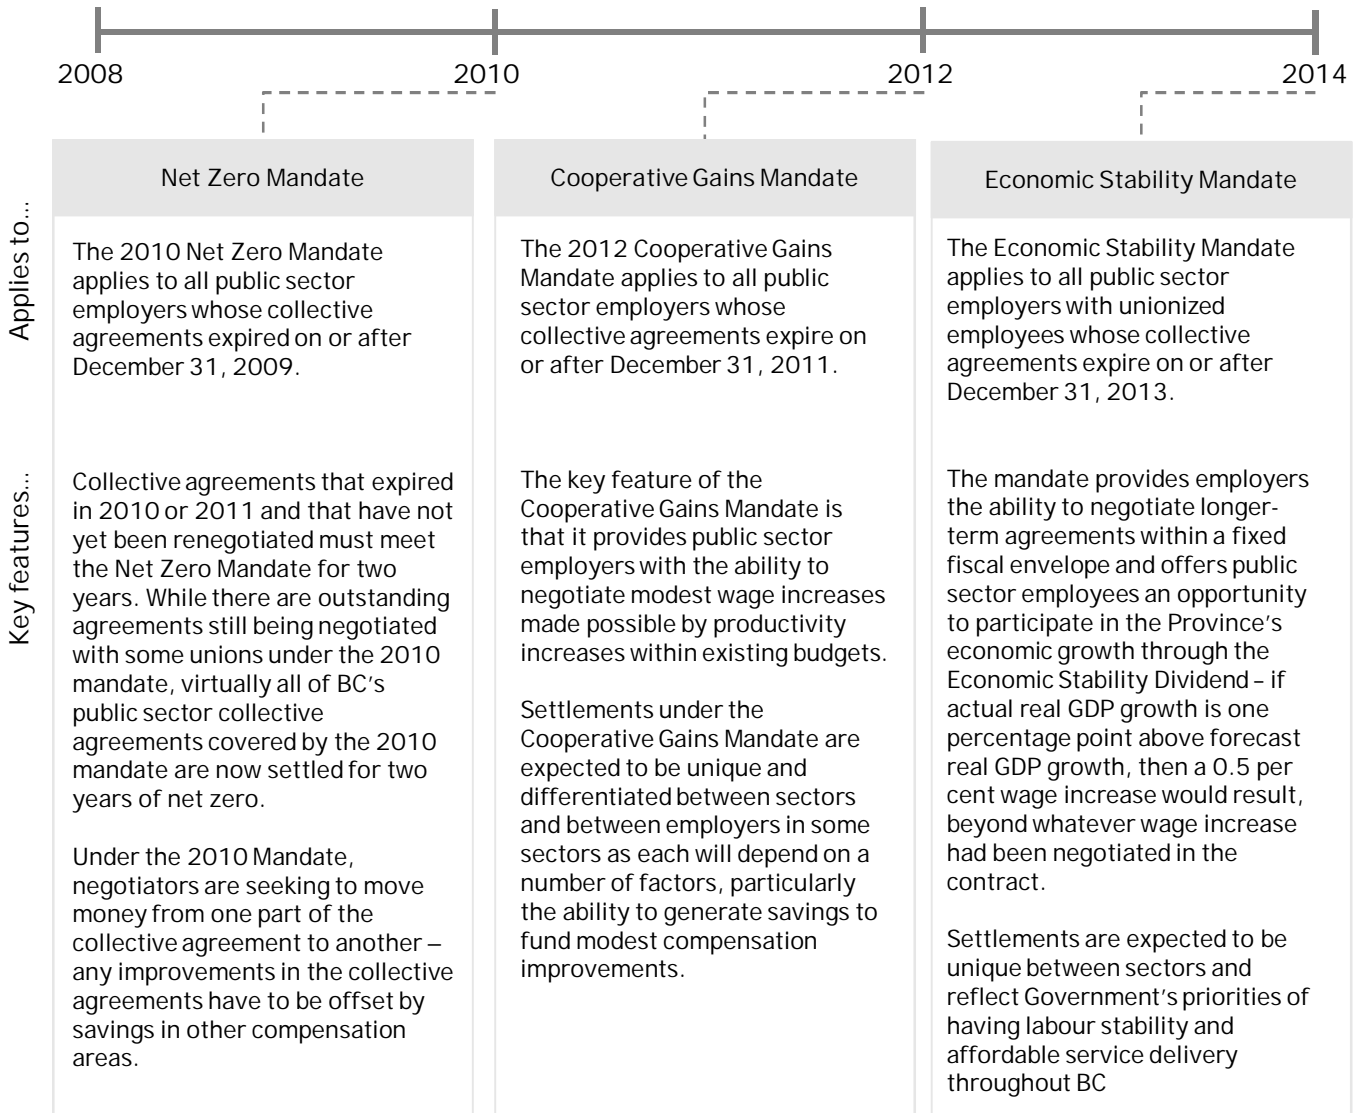 2008
2010
2012
2014
Net Zero Mandate
Cooperative Gains Mandate
Economic Stability Mandate
Applies to...
The 2010 Net Zero Mandate
applies to all public sector
employers whose collective
agreements expired on or after
December 31, 2009.
The 2012 Cooperative Gains
Mandate applies to all public
sector employers whose
collective agreements expire on
or after December 31, 2011.
The Economic Stability Mandate
applies to all public sector
employers with unionized
employees whose collective
agreements expire on or after
December 31, 2013.
Key features...
Collective agreements that expired
in 2010 or 2011 and that have not
yet been renegotiated must meet
the Net Zero Mandate for two
years. While there are outstanding
agreements still being negotiated
with some unions under the 2010
mandate, virtually all of BC’s
public sector collective
agreements covered by the 2010
mandate are now settled for two
years of net zero.
Under the 2010 Mandate,
negotiators are seeking to move
money from one part of the
collective agreement to another –
any improvements in the collective
agreements have to be offset by
savings in other compensation
areas.
The key feature of the
Cooperative Gains Mandate is
that it provides public sector
employers with the ability to
negotiate modest wage increases
made possible by productivity
increases within existing budgets.
Settlements under the
Cooperative Gains Mandate are
expected to be unique and
differentiated between sectors
and between employers in some
sectors as each will depend on a
number of factors, particularly
the ability to generate savings to
fund modest compensation
improvements.
The mandate provides employers
the ability to negotiate longer-
term agreements within a fixed
fiscal envelope and offers public
sector employees an opportunity
to participate in the Province’s
economic growth through the
Economic Stability Dividend – if
actual real GDP growth is one
percentage point above forecast
real GDP growth, then a 0.5 per
cent wage increase would result,
beyond whatever wage increase
had been negotiated in the
contract.
Settlements are expected to be
unique between sectors and
reflect Government’s priorities of
having labour stability and
affordable service delivery
throughout BC